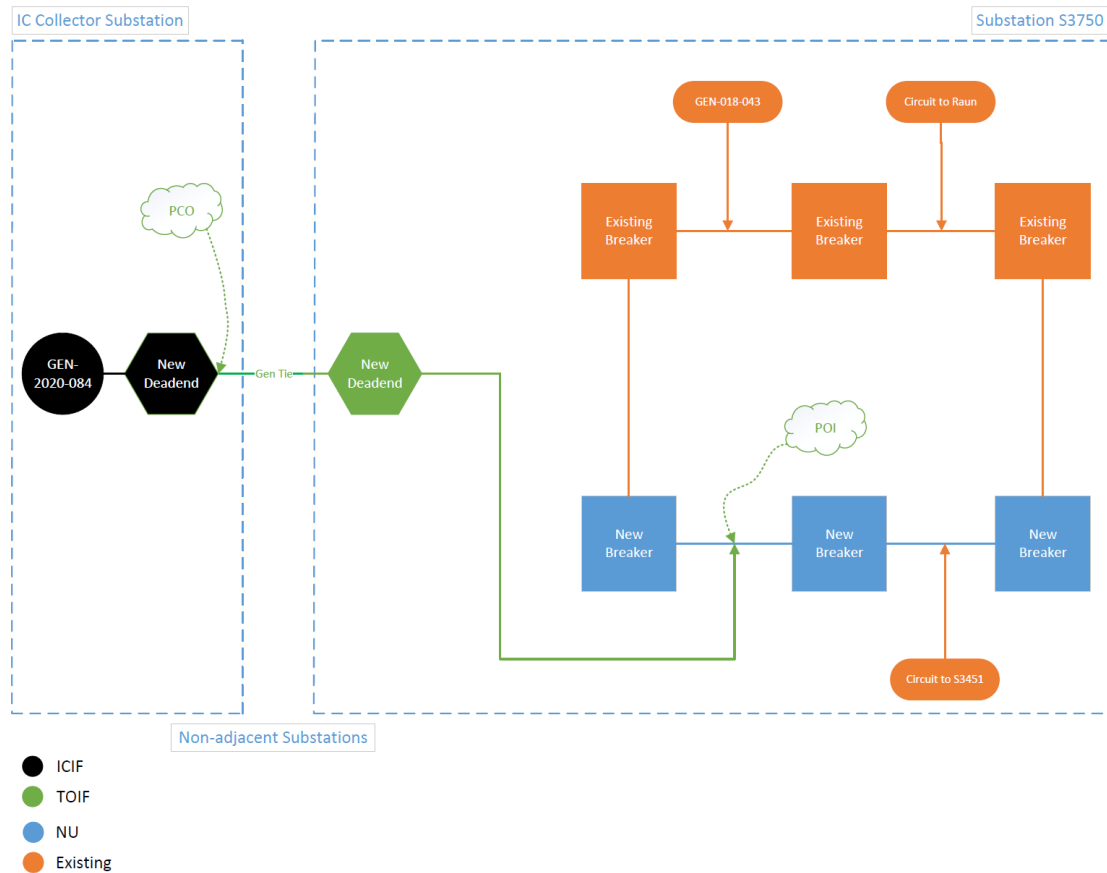 IC Collector Substation
Substation S3750
GEN-018-043
Circuit to Raun
PCO
Existing
Breaker
Existing
Breaker
Existing
Breaker
GEN-
2020-084
New
Deadend
Gen Tie
New
Deadend
POI
New
Breaker
New
Breaker
New
Breaker
Circuit to S3451
Non-adjacent Substations
ICIF
TOIF
NU
Existing